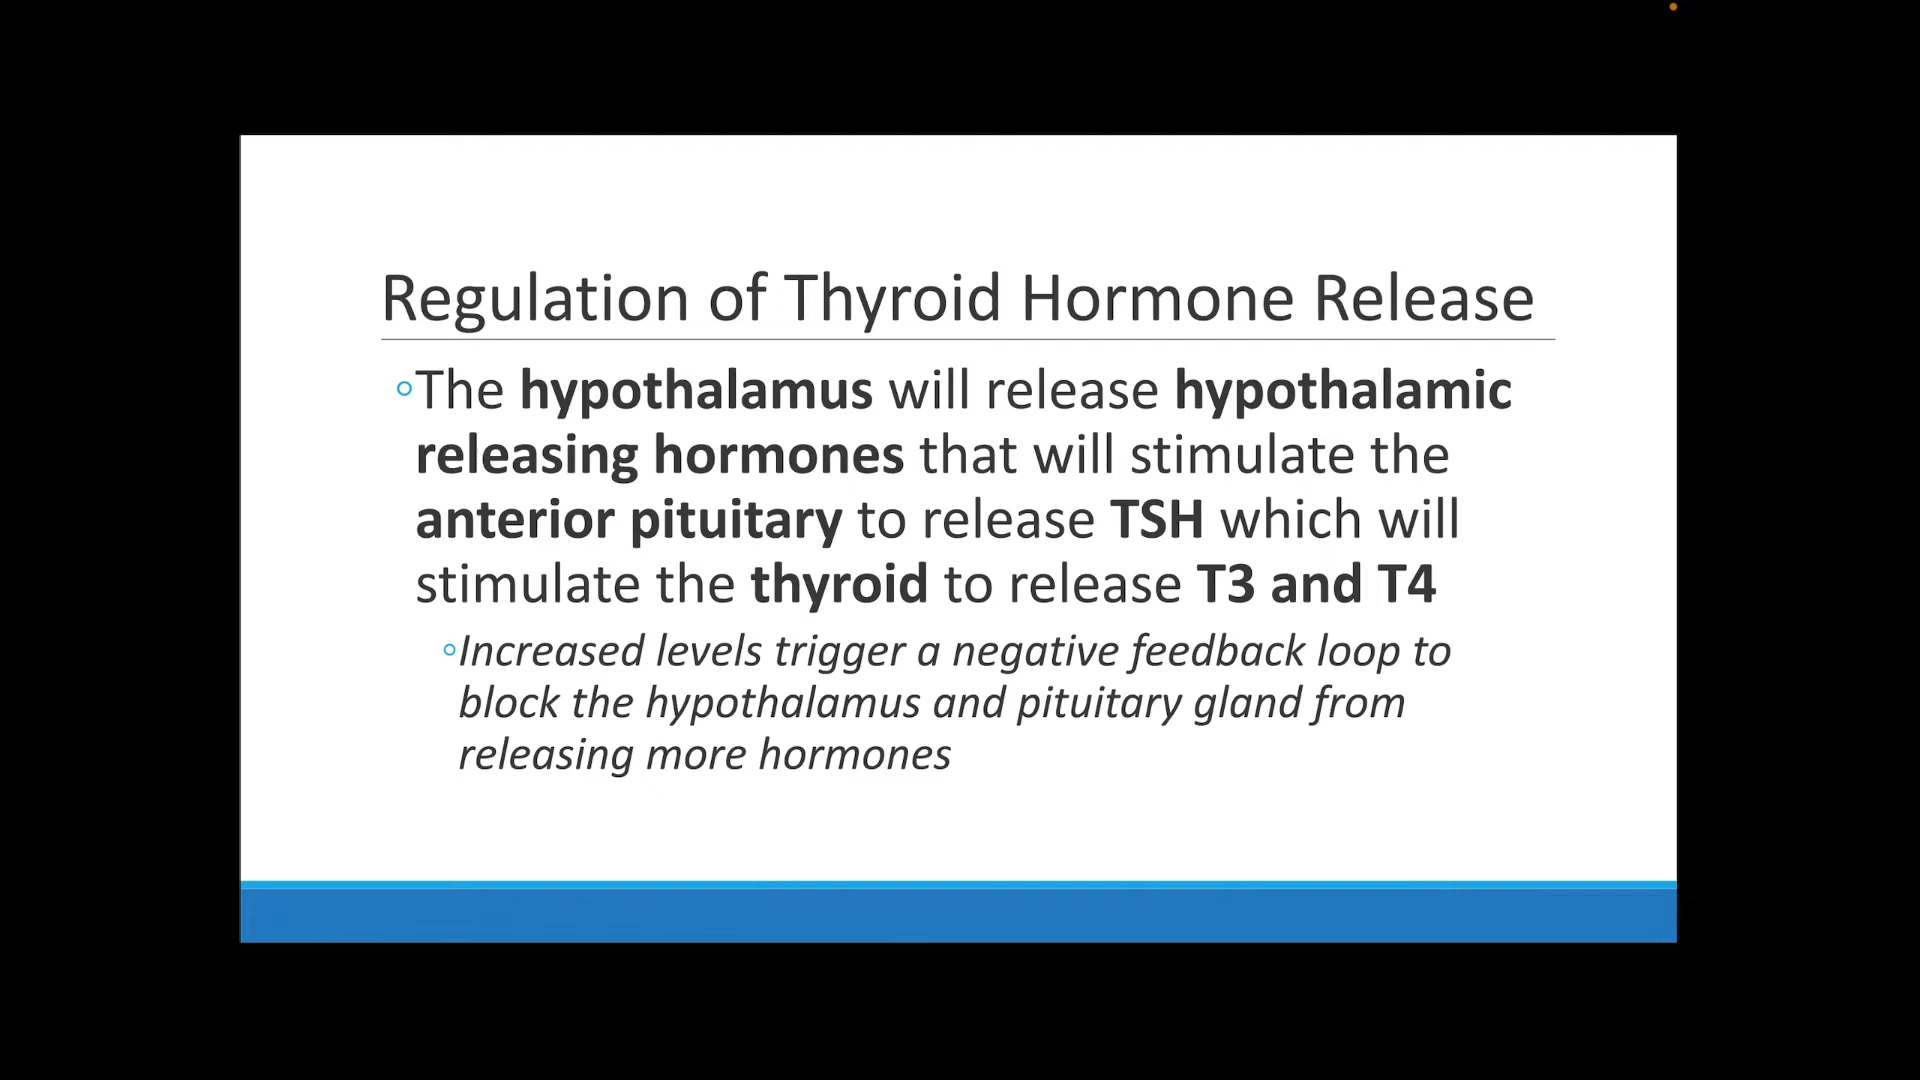 Regulation of Thyroid Hormone Release
◦The hypothalamus will release hypothalamic
releasing hormones that will stimulate the
anterior pituitary to release TSH which will
stimulate the thyroid to release T3 and T4
◦Increased levels trigger a negative feedback loop to
block the hypothalamus and pituitary gland from
releasing more hormones